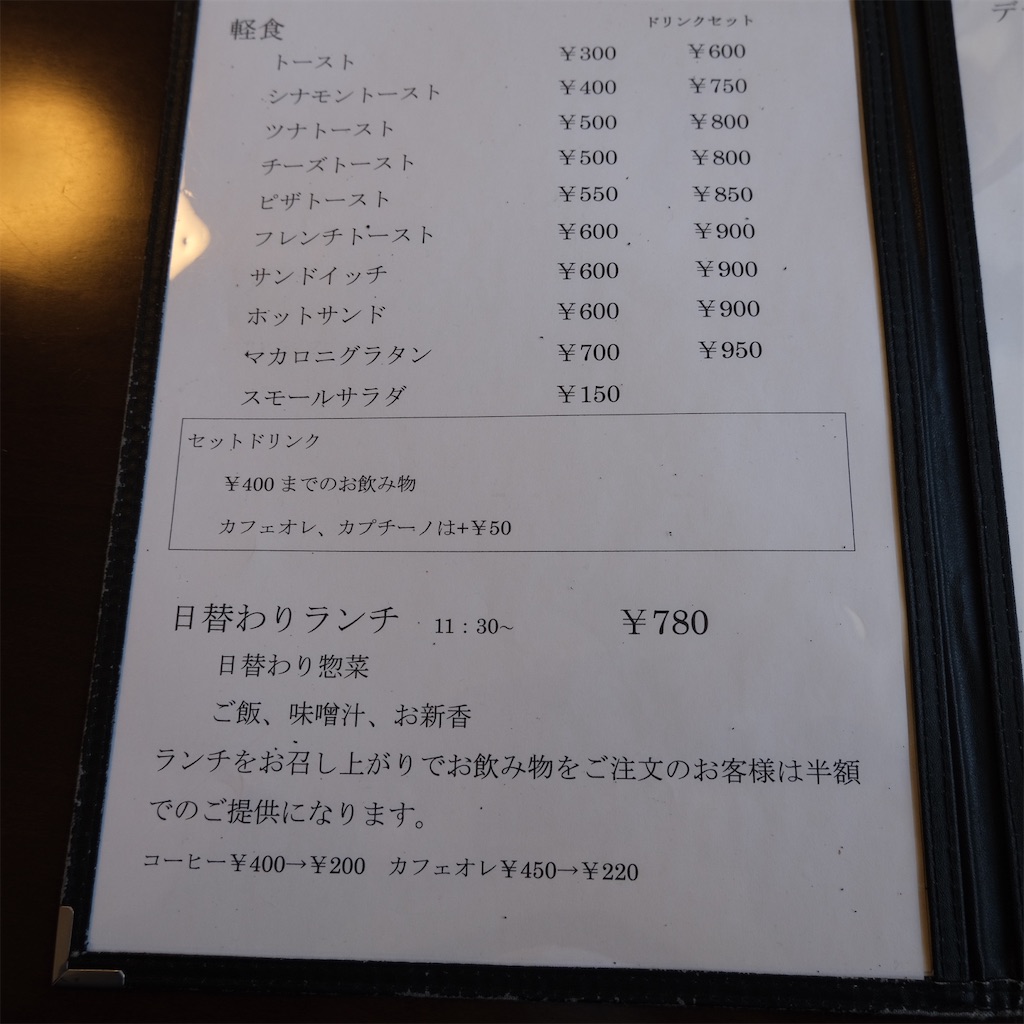 軽食 ドリンクセット
トースト ￥300 ￥600
シナモントースト ￥400 ￥750
ツナトースト ￥500 ￥800
チーズトースト ￥500 ￥800
ピザトースト ￥550 ￥850
フレンチトースト ￥600 ￥900
サンドイッチ ￥600 ￥900
ホットサンド ￥600 ￥900
マカロニグラタン ￥700 ￥950
スモールサラダ ￥150
セットドリンク
￥400 までのお飲み物
カフェオレ、カプチーノは+￥50
日替わりランチ 11：30~ ￥780
日替わり惣菜
ご飯、味噌汁、お新香
ランチをお召し上がりでお飲み物をご注文のお客様は半額
でのご提供になります。
コーヒー￥400→￥200 カフェオレ￥450→￥220